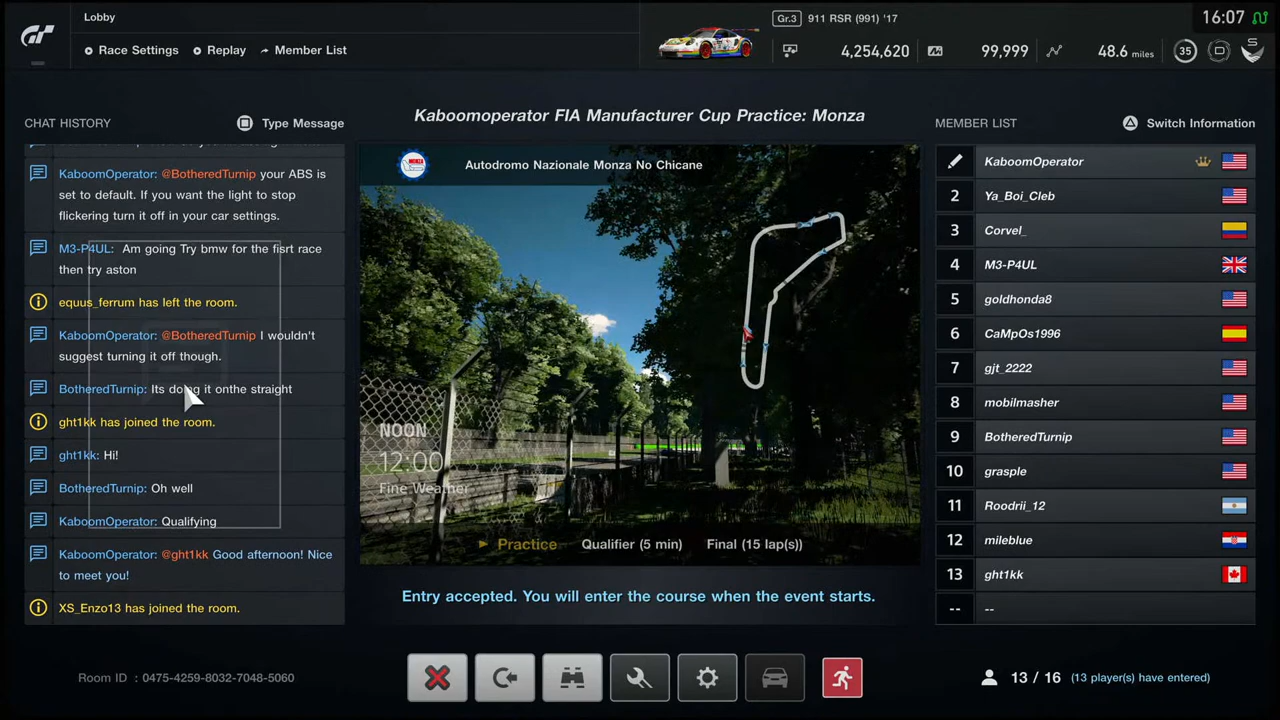 Lobby
Race Settings
Replay
Member List
Gr.3 911 RSR (991) '17
16:07
4,254,620
99,999
48.6 miles
35
S
CHAT HISTORY
Type Message
KaboomOperator: @BotheredTurnip your ABS is
set to default. If you want the light to stop
flickering turn it off in your car settings.
M3-P4UL: Am going Try bmw for the fisrt race
then try aston
equus_ferrum has left the room.
KaboomOperator: @BotheredTurnip I wouldn't
suggest turning it off though.
BotheredTurnip: Its doing it onthe straight
ght1kk has joined the room.
ght1kk: Hi!
BotheredTurnip: Oh well
KaboomOperator: Qualifying
KaboomOperator: @ght1kk Good afternoon! Nice
to meet you!
XS_Enzo13 has joined the room.
Room ID : 0475-4259-8032-7048-5060
Kaboomoperator FIA Manufacturer Cup Practice: Monza
MONZA
Autodromo Nazionale Monza No Chicane
NOON
12:00
Fine Weather
Practice
Qualifier (5 min)
Final (15 lap(s))
Entry accepted. You will enter the course when the event starts.
MEMBER LIST
Switch Information
KaboomOperator
2 Ya_Boi_Cleb
3 Corvel_
4 M3-P4UL
5 goldhonda8
6 CaMpOs1996
7 gjt_2222
8 mobilmasher
9 BotheredTurnip
10 grasple
11 Roodrii_12
12 mileblue
13 ght1kk
-- --
13 / 16 (13 player(s) have entered)